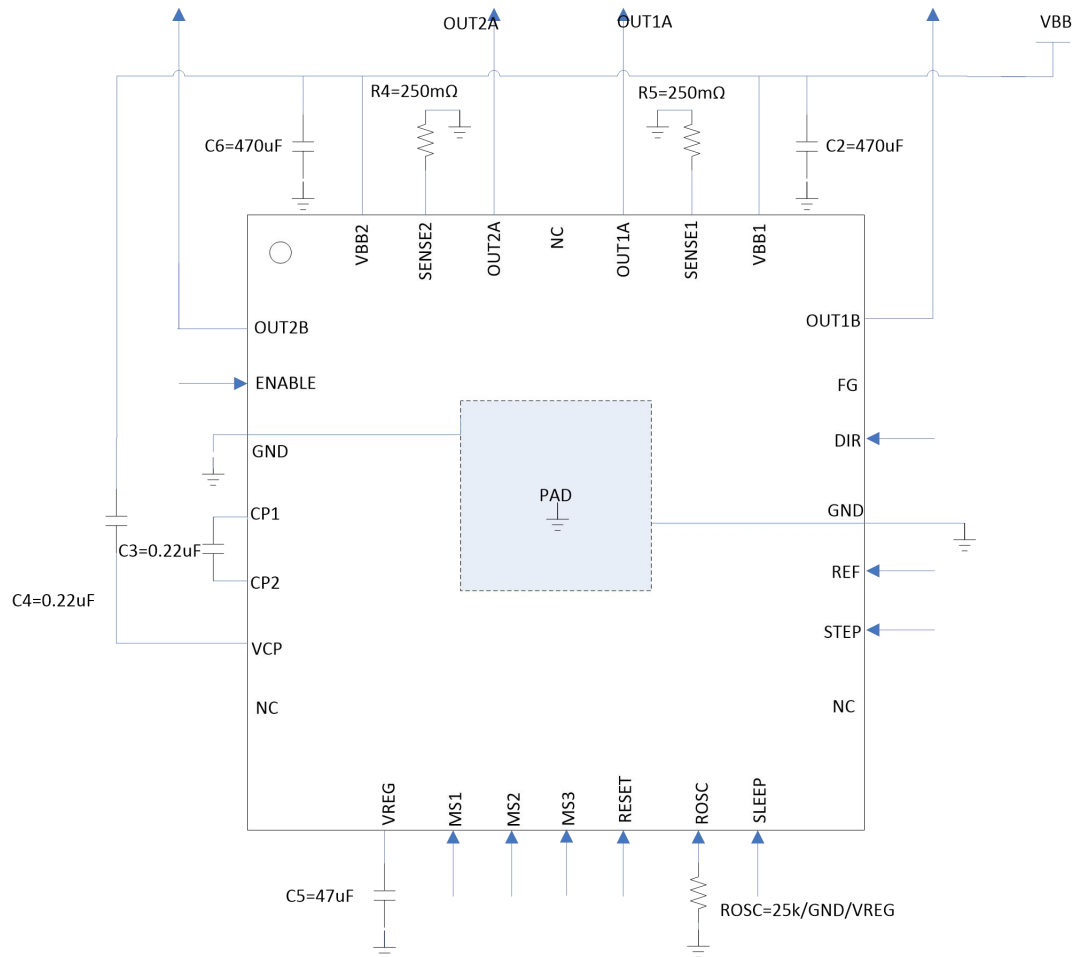 OUT2A
OUT1A
VBB
R4=250mΩ
R5=250mΩ
C6=470uF
C2=470uF
VBB2
SENSE2
OUT2A
NC
OUT1A
SENSE1
VBB1
OUT2B
OUT1B
ENABLE
FG
DIR
GND
PAD
GND
CP1
C3=0.22uF
REF
CP2
C4=0.22uF
STEP
VCP
NC
NC
VREG
MS1
MS2
MS3
RESET
ROSC
SLEEP
C5=47uF
ROSC=25k/GND/VREG